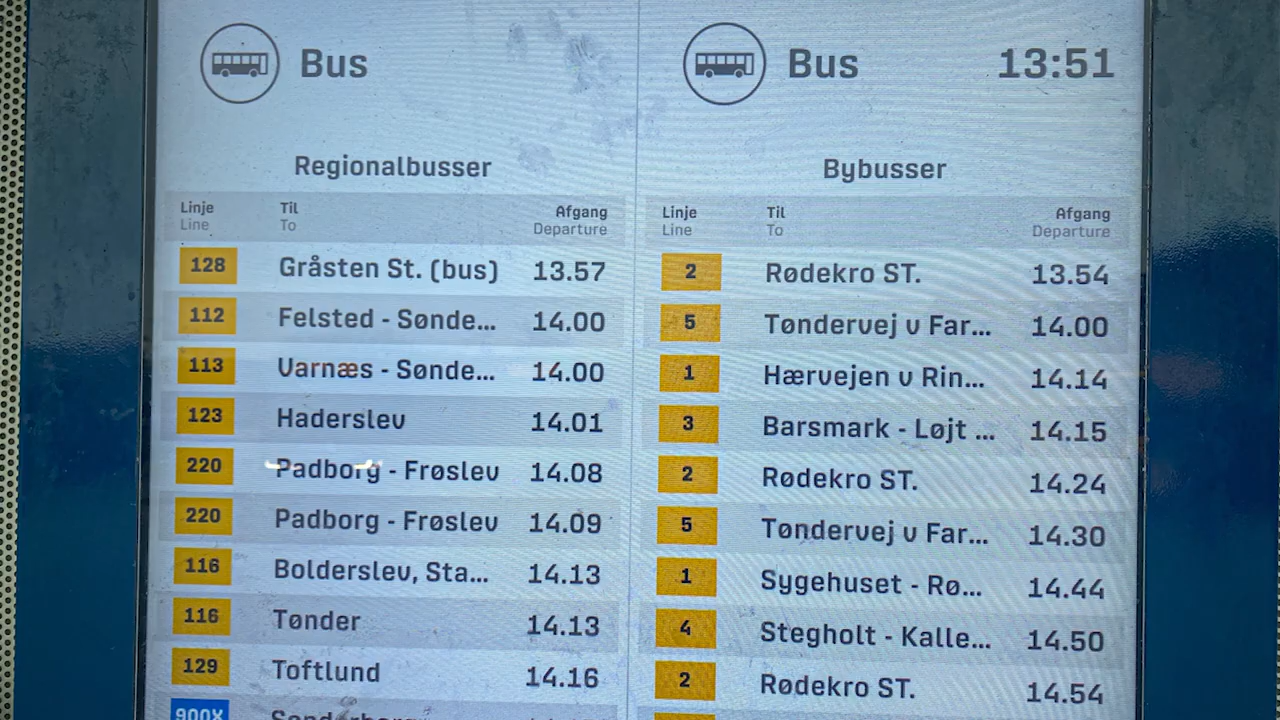 Bus
Regionalbusser
Linje Til Afgang
Line To Departure
128 Gråsten St. (bus) 13.57
112 Felsted - Sønde... 14.00
113 Varnæs - Sønde... 14.00
123 Haderslev 14.01
220 Padborg - Frøslev 14.08
220 Padborg - Frøslev 14.09
116 Bolderslev, Sta... 14.13
116 Tønder 14.13
129 Toftlund 14.16
900X
Bus 13:51
Bybusser
Linje Til Afgang
Line To Departure
2 Rødekro ST. 13.54
5 Tøndervej v Far... 14.00
1 Hærvejen v Rin... 14.14
3 Barsmark - Løjt ... 14.15
2 Rødekro ST. 14.24
5 Tøndervej v Far... 14.30
1 Sygehuset - Rø... 14.44
4 Stegholt - Kalle... 14.50
2 Rødekro ST. 14.54